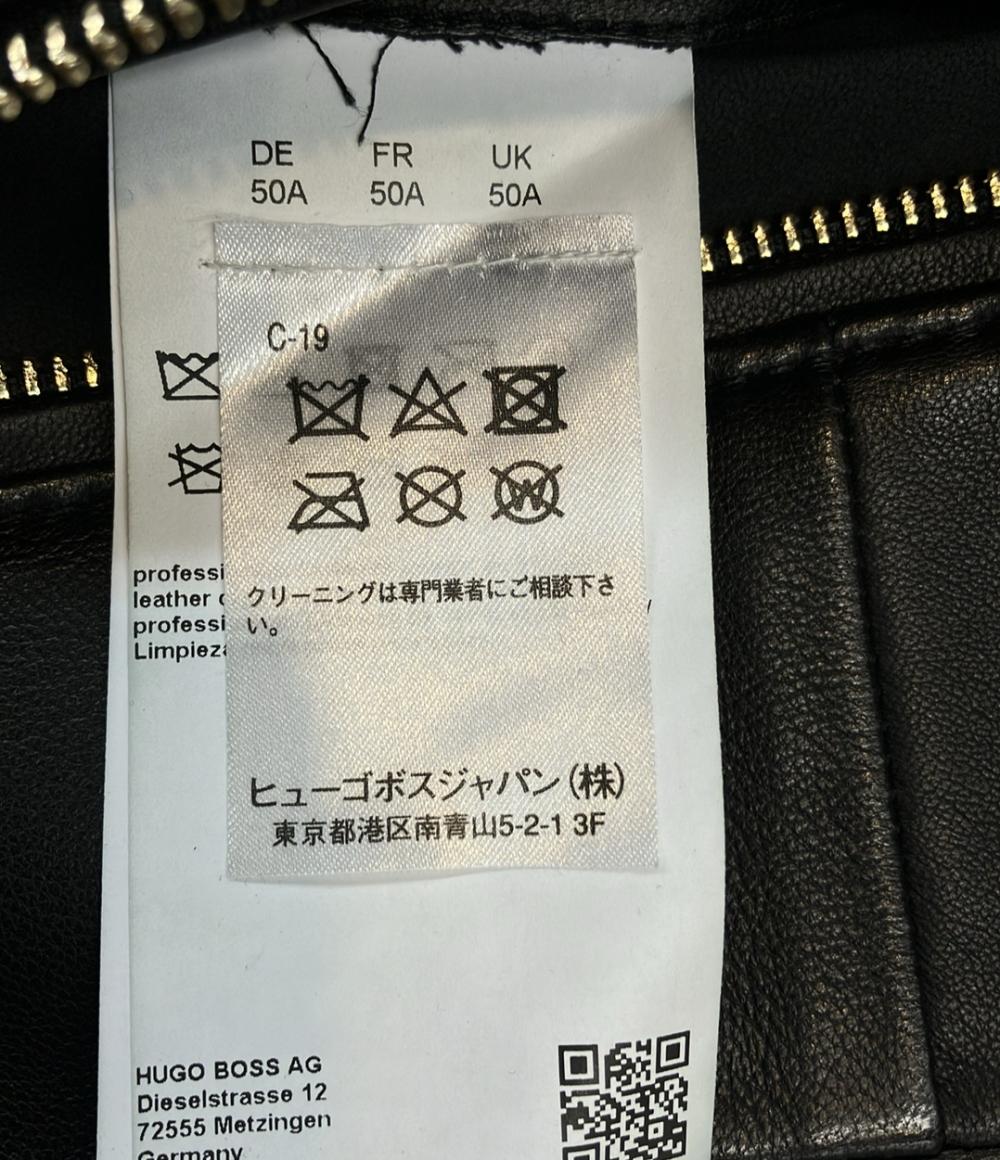 DE FR UK
50A 50A 50A
C-19
W
professi
leather
professi
Limpiez
クリーニングは専門業者にご相談下さ
い。
ヒューゴボスジャパン(株)
東京都港区南青山5-2-1 3F
HUGO BOSS AG
Dieselstrasse 12
72555 Metzingen
Germany